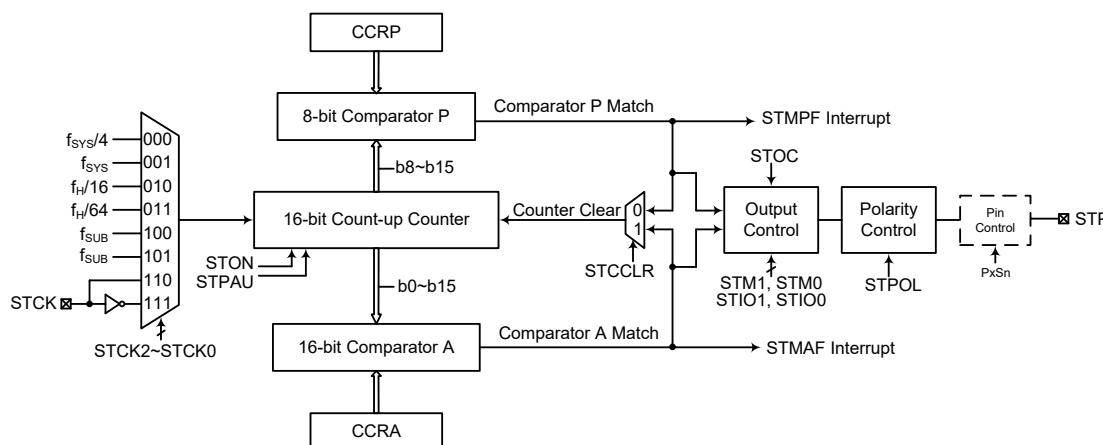 CCRP
8-bit Comparator P
Comparator P Match
STMPF Interrupt
b8~b15
fSYS/4
000
fSYS
001
fH/16
010
fH/64
011
fSUB
100
fSUB
101
110
111
STCK
STCK2~STCK0
16-bit Count-up Counter
STON
STPAU
Counter Clear
0
1
STCCLR
STOC
Output
Control
STM1, STM0
STIO1, STIO0
Polarity
Control
STPOL
Pin
Control
PxSn
b0~b15
16-bit Comparator A
Comparator A Match
STMAF Interrupt
CCRA